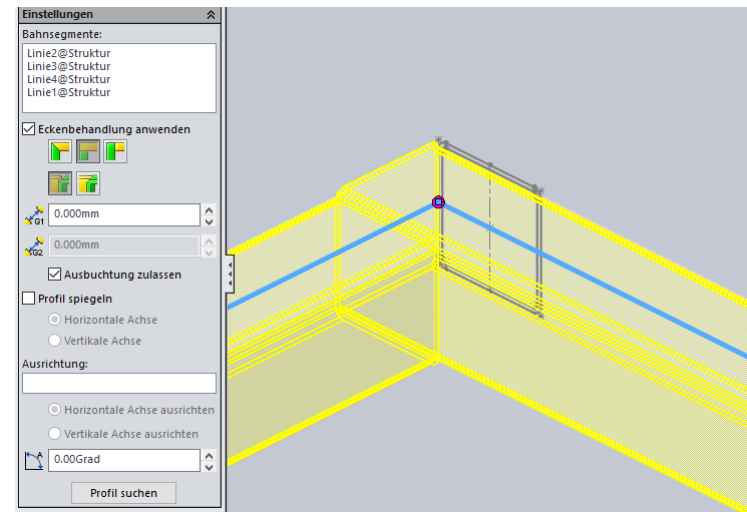 Einstellungen
Bahnsegmente:
Linie2@Struktur
Linie3@Struktur
Linie4@Struktur
Linie1@Struktur
Eckenbehandlung anwenden
G1 0.000mm
G2 0.000mm
Ausbuchtung zulassen
Profil spiegeln
Horizontale Achse
Vertikale Achse
Ausrichtung:
Horizontale Achse ausrichten
Vertikale Achse ausrichten
A 0.00Grad
Profil suchen